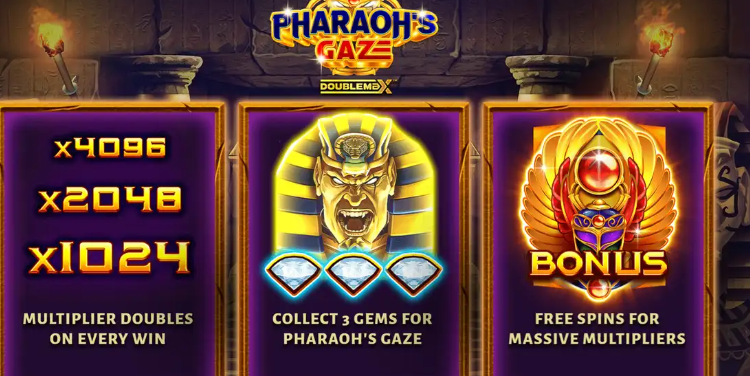 PHARAOH'S
GAZE
DOUBLEMAX
x4096
x2048
x1024
MULTIPLIER DOUBLES
ON EVERY WIN
COLLECT 3 GEMS FOR
PHARAOH'S GAZE
BONUS
FREE SPINS FOR
MASSIVE MULTIPLIERS